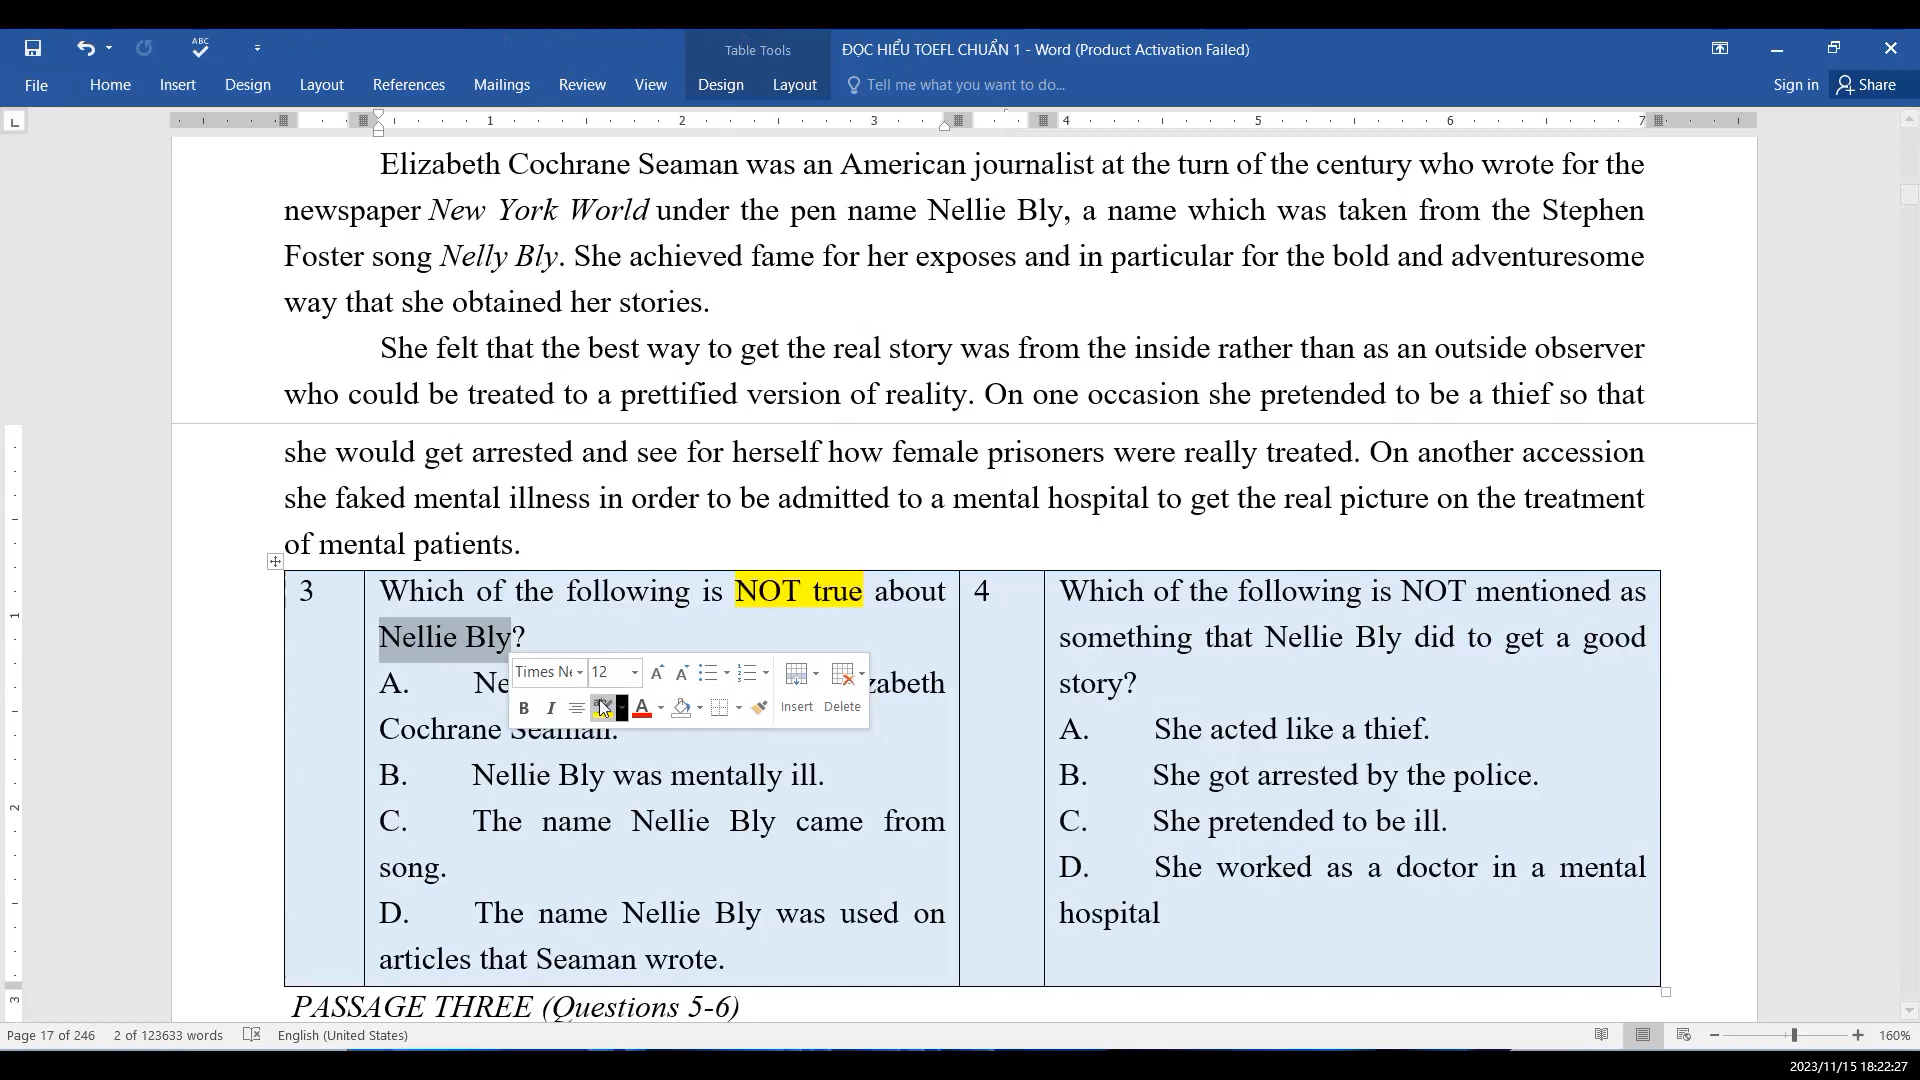 ABC
Table Tools
ĐỌC HIỂU TOEFL CHUẨN 1 - Word (Product Activation Failed)
File Home Insert Design Layout References Mailings Review View Design Layout Tell me what you want to do... Sign in Share
1 2 3 4 5 6 7
Elizabeth Cochrane Seaman was an American journalist at the turn of the century who wrote for the
newspaper New York World under the pen name Nellie Bly, a name which was taken from the Stephen
Foster song Nelly Bly. She achieved fame for her exposes and in particular for the bold and adventuresome
way that she obtained her stories.
She felt that the best way to get the real story was from the inside rather than as an outside observer
who could be treated to a prettified version of reality. On one occasion she pretended to be a thief so that
she would get arrested and see for herself how female prisoners were really treated. On another accession
she faked mental illness in order to be admitted to a mental hospital to get the real picture on the treatment
of mental patients.
3
Which of the following is NOT true about
Nellie Bly?
A. Ne zabeth
Cochrane Seaman.
B. Nellie Bly was mentally ill.
C. The name Nellie Bly came from
song.
D. The name Nellie Bly was used on
articles that Seaman wrote.
4
Which of the following is NOT mentioned as
something that Nellie Bly did to get a good
story?
A. She acted like a thief.
B. She got arrested by the police.
C. She pretended to be ill.
D. She worked as a doctor in a mental
hospital
Times Ne 12
B I A Insert Delete
PASSAGE THREE (Questions 5-6)
1
2
3
Page 17 of 246 2 of 123633 words English (United States) 160%
2023/11/15 18:22:27